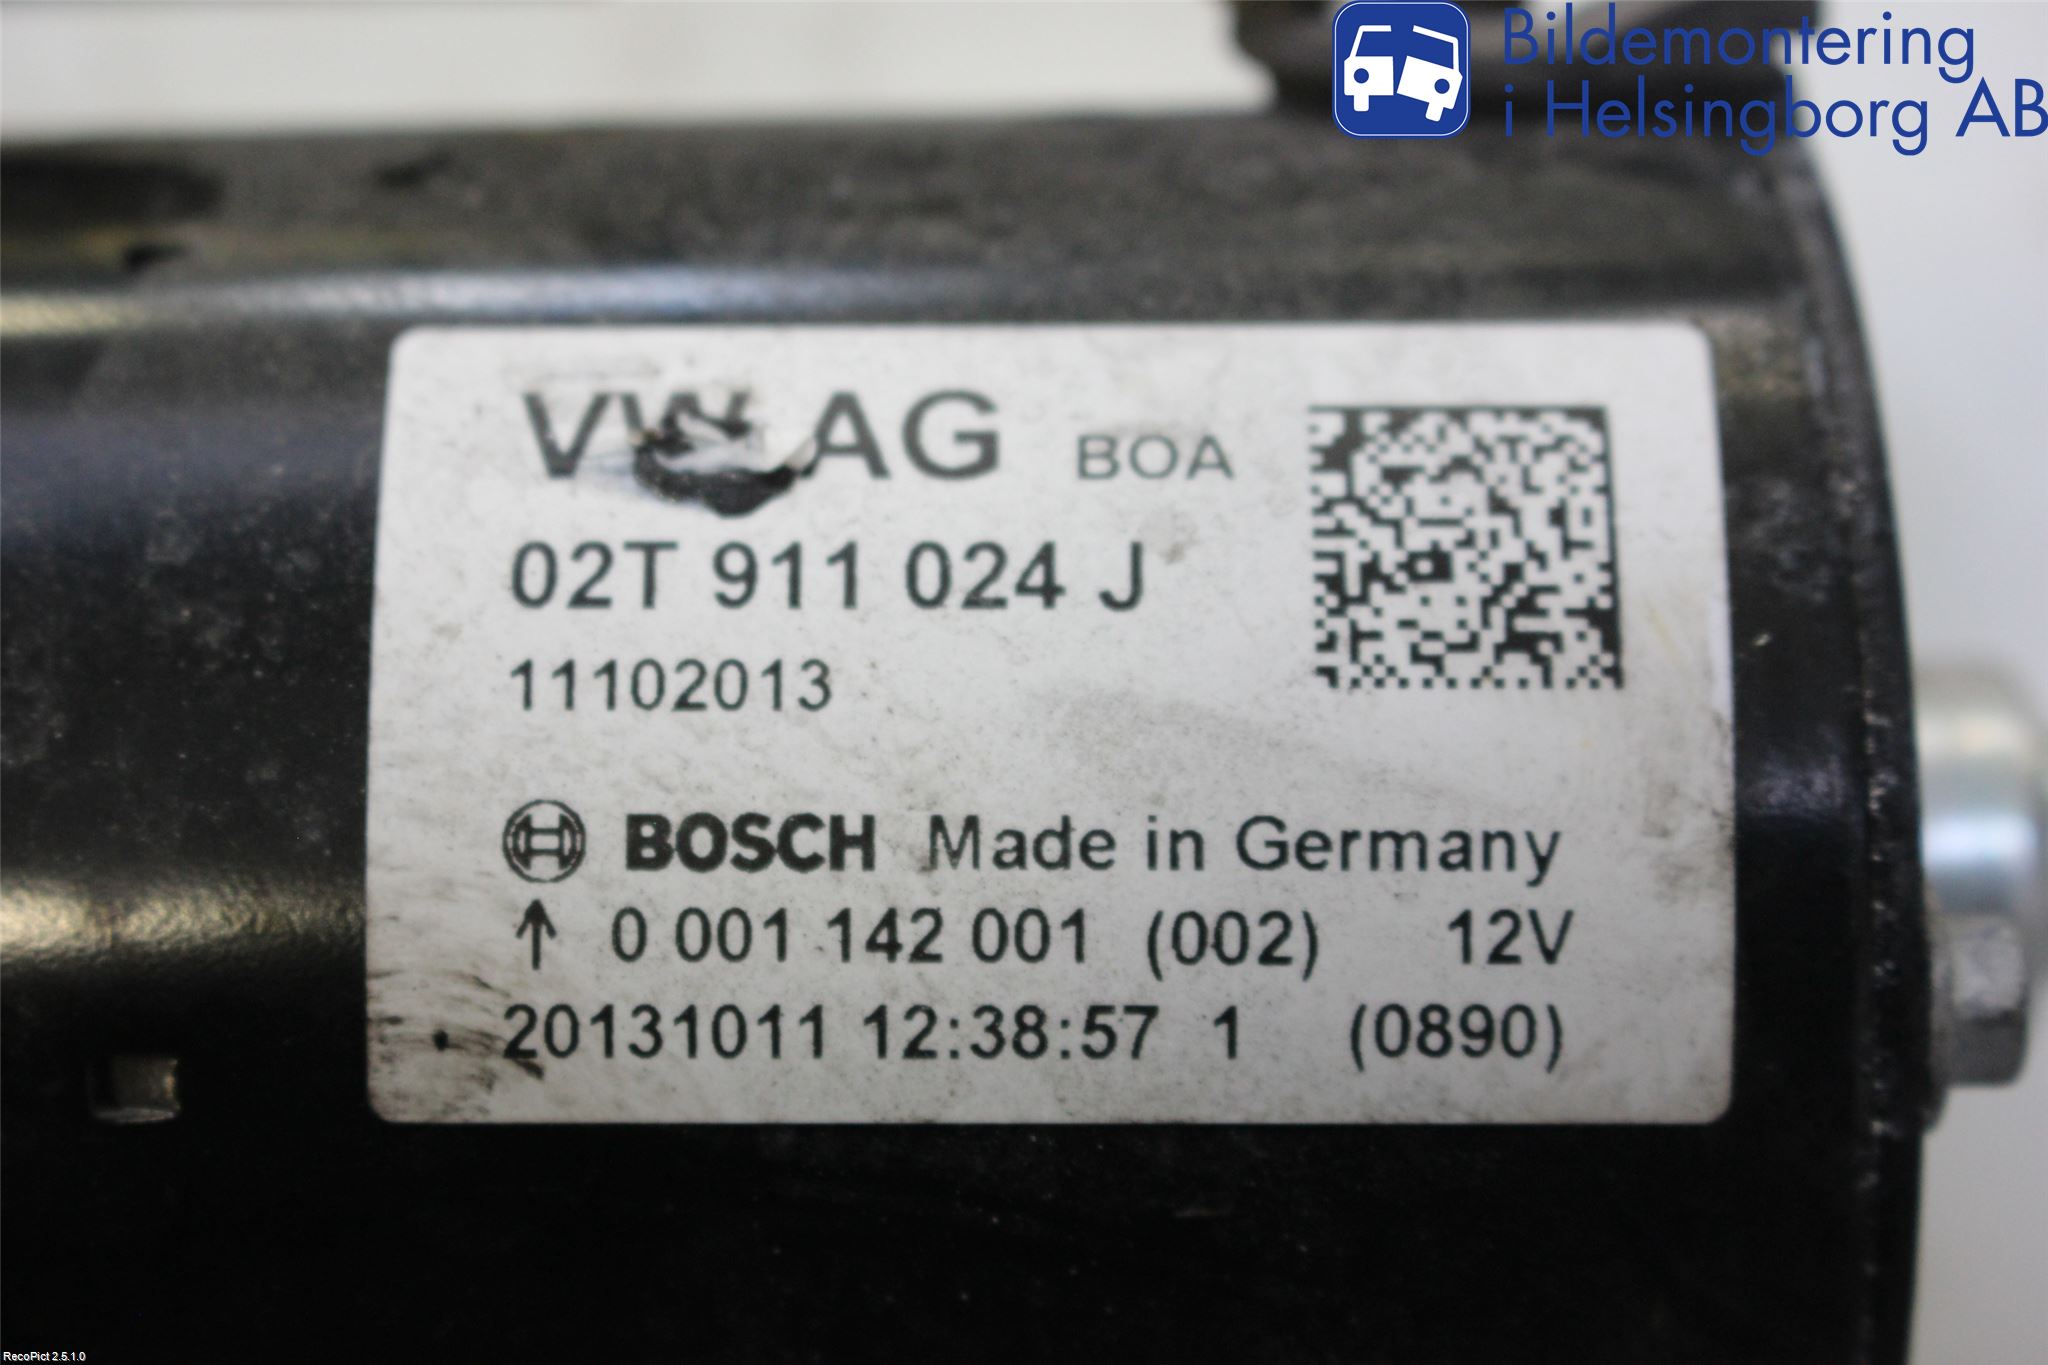 Bildemontering
i Helsingborg AB
VW AG BOA
02T 911 024 J
11102013
BOSCH Made in Germany
↑ 0 001 142 001 (002) 12V
20131011 12:38:57 1 (0890)
RecoPict 2.5.1.0